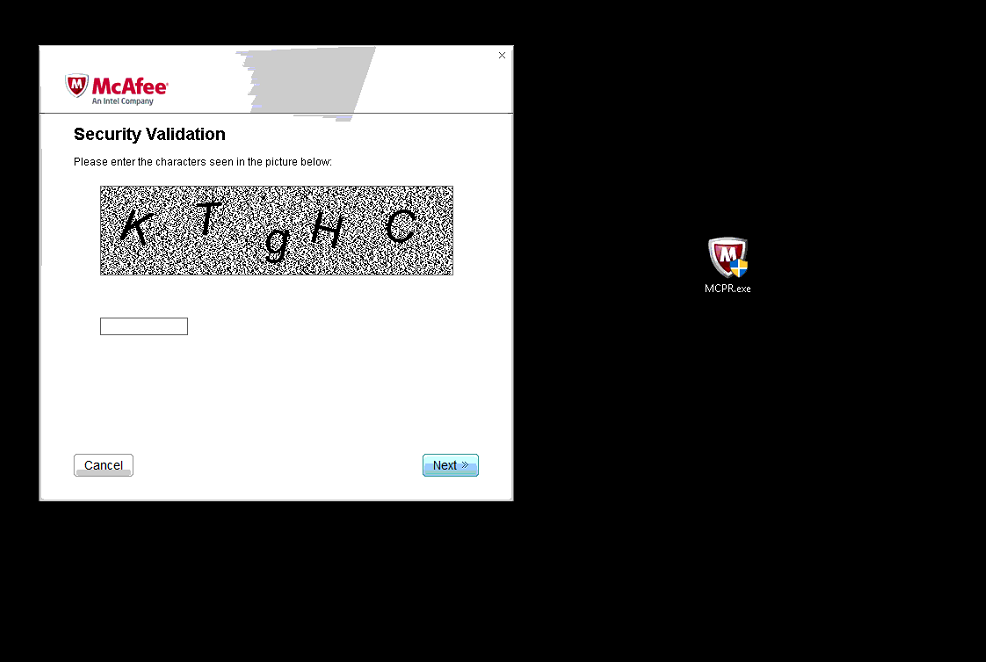 McAfee
An Intel Company
Security Validation
Please enter the characters seen in the picture below:
K T g H C
MCPR.exe
Cancel
Next »